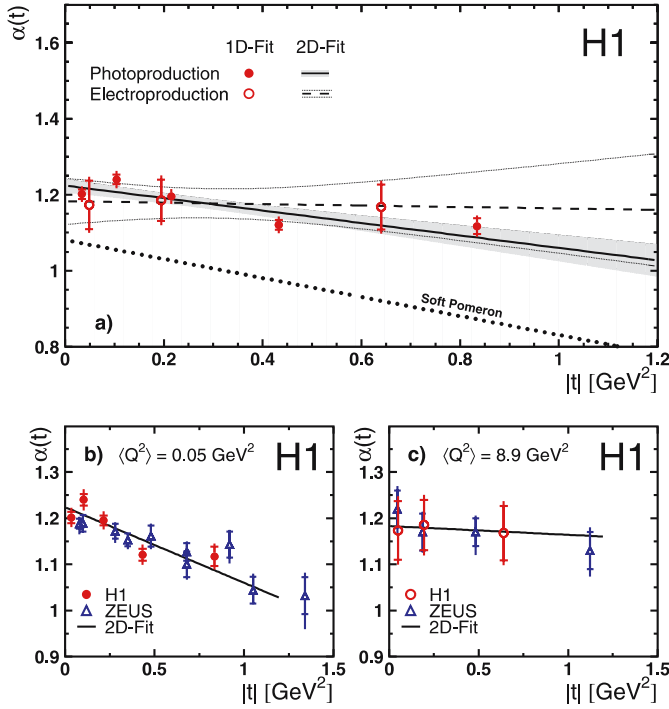 α(t)
H1
1D-Fit 2D-Fit
Photoproduction
Electroproduction
1.6
1.4
1.2
1
0.8
Soft Pomeron
a)
0 0.2 0.4 0.6 0.8 1 1.2
|t| [GeV²]
α(t)
b) ⟨Q²⟩ = 0.05 GeV² H1
1.3
1.2
1.1
1
0.9
H1
ZEUS
2D-Fit
0 0.5 1 1.5
|t| [GeV²]
α(t)
c) ⟨Q²⟩ = 8.9 GeV² H1
1.3
1.2
1.1
1
0.9
H1
ZEUS
2D-Fit
0 0.5 1 1.5
|t| [GeV²]